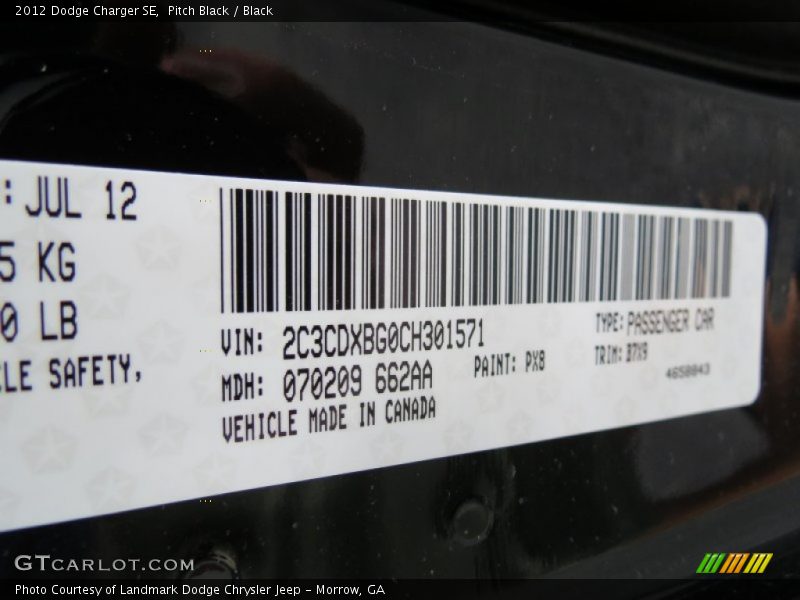 2012 Dodge Charger SE, Pitch Black / Black
: JUL 12
5 KG
0 LB
CLE SAFETY,
VIN: 2C3CDXBG0CH301571
MDH: 070209 662AA
VEHICLE MADE IN CANADA
PAINT: PX8
TYPE: PASSENGER CAR
TRIM: B7X9
4658043
GTCARLOT.COM
Photo Courtesy of Landmark Dodge Chrysler Jeep - Morrow, GA